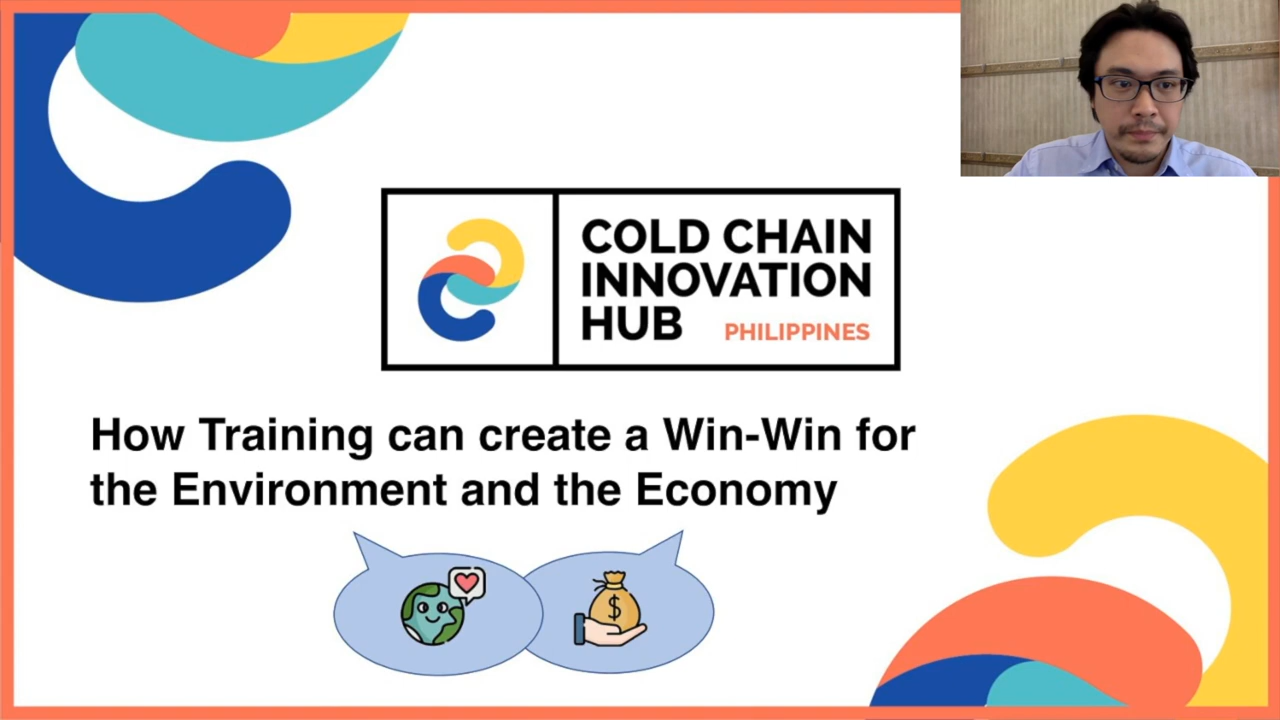 COLD CHAIN
INNOVATION
HUB PHILIPPINES
How Training can create a Win-Win for
the Environment and the Economy
$